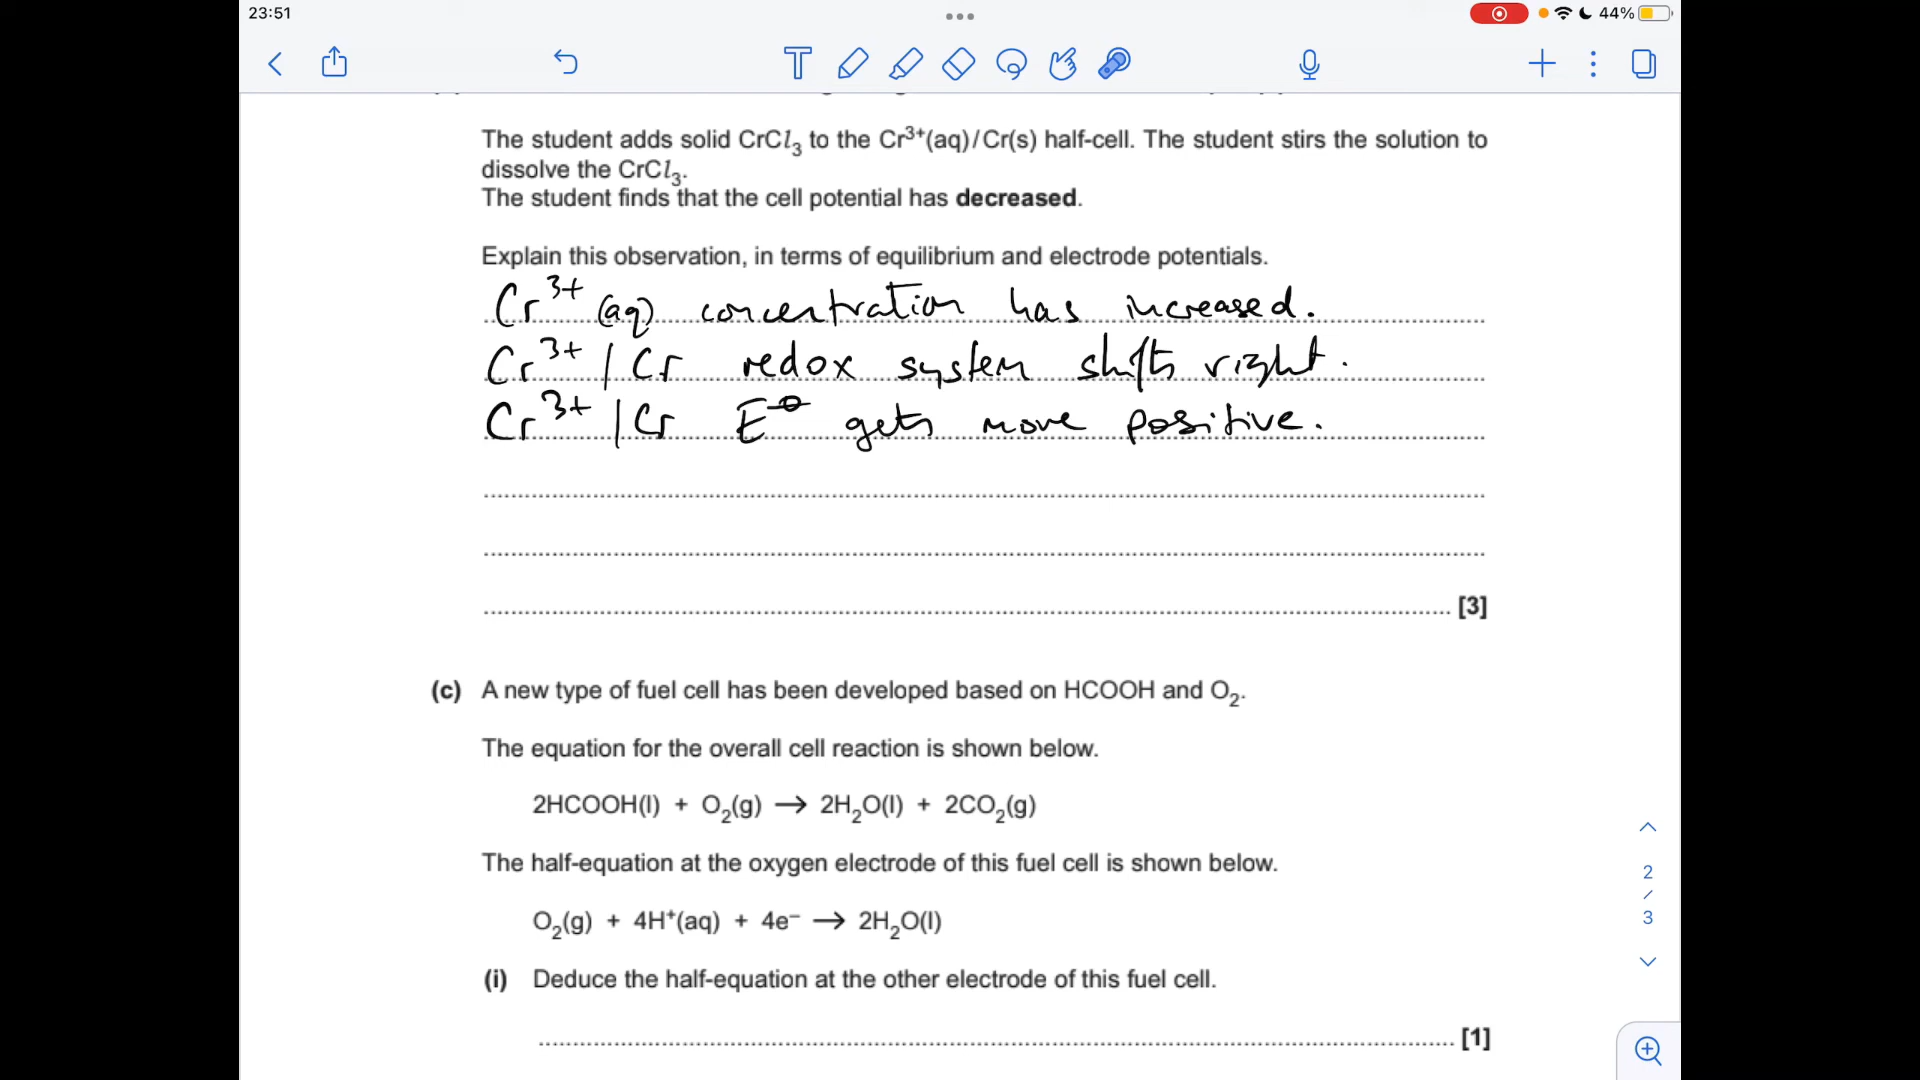 23:51
44%
The student adds solid CrCl₃ to the Cr³⁺(aq)/Cr(s) half-cell. The student stirs the solution to
dissolve the CrCl₃.
The student finds that the cell potential has decreased.
Explain this observation, in terms of equilibrium and electrode potentials.
Cr³⁺ (aq) concentration has increased.
Cr³⁺ / Cr redox system shifts right.
Cr³⁺ | Cr E⦵ gets more positive.
[3]
(c) A new type of fuel cell has been developed based on HCOOH and O₂.
The equation for the overall cell reaction is shown below.
2HCOOH(l) + O₂(g) → 2H₂O(l) + 2CO₂(g)
The half-equation at the oxygen electrode of this fuel cell is shown below.
O₂(g) + 4H⁺(aq) + 4e⁻ → 2H₂O(l)
(i) Deduce the half-equation at the other electrode of this fuel cell.
[1]
2
/
3